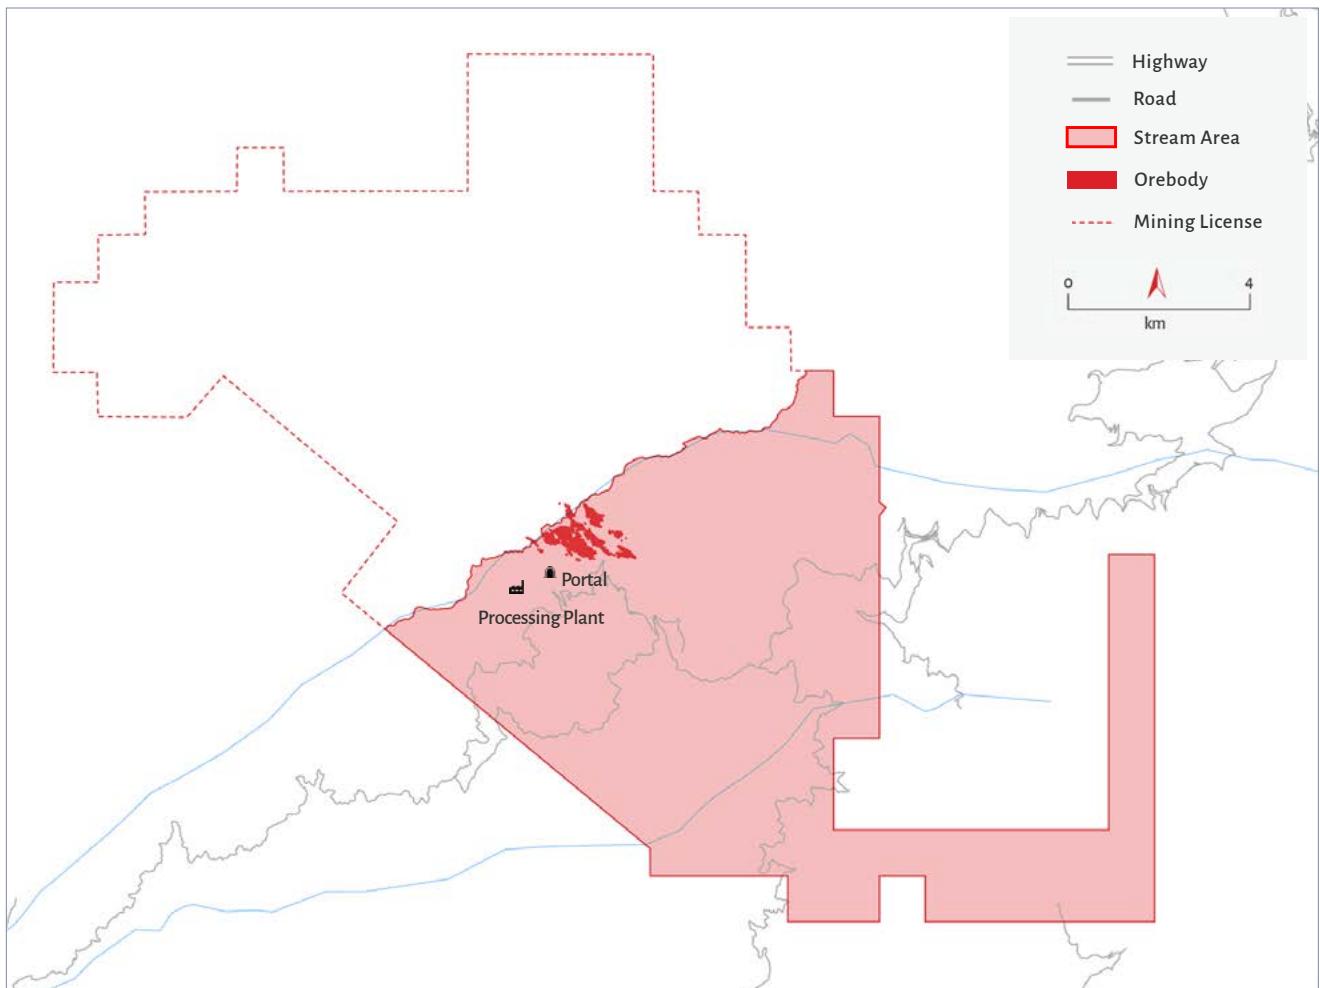 Highway
Road
Stream Area
Orebody
Mining License
0 4
km
Portal
Processing Plant